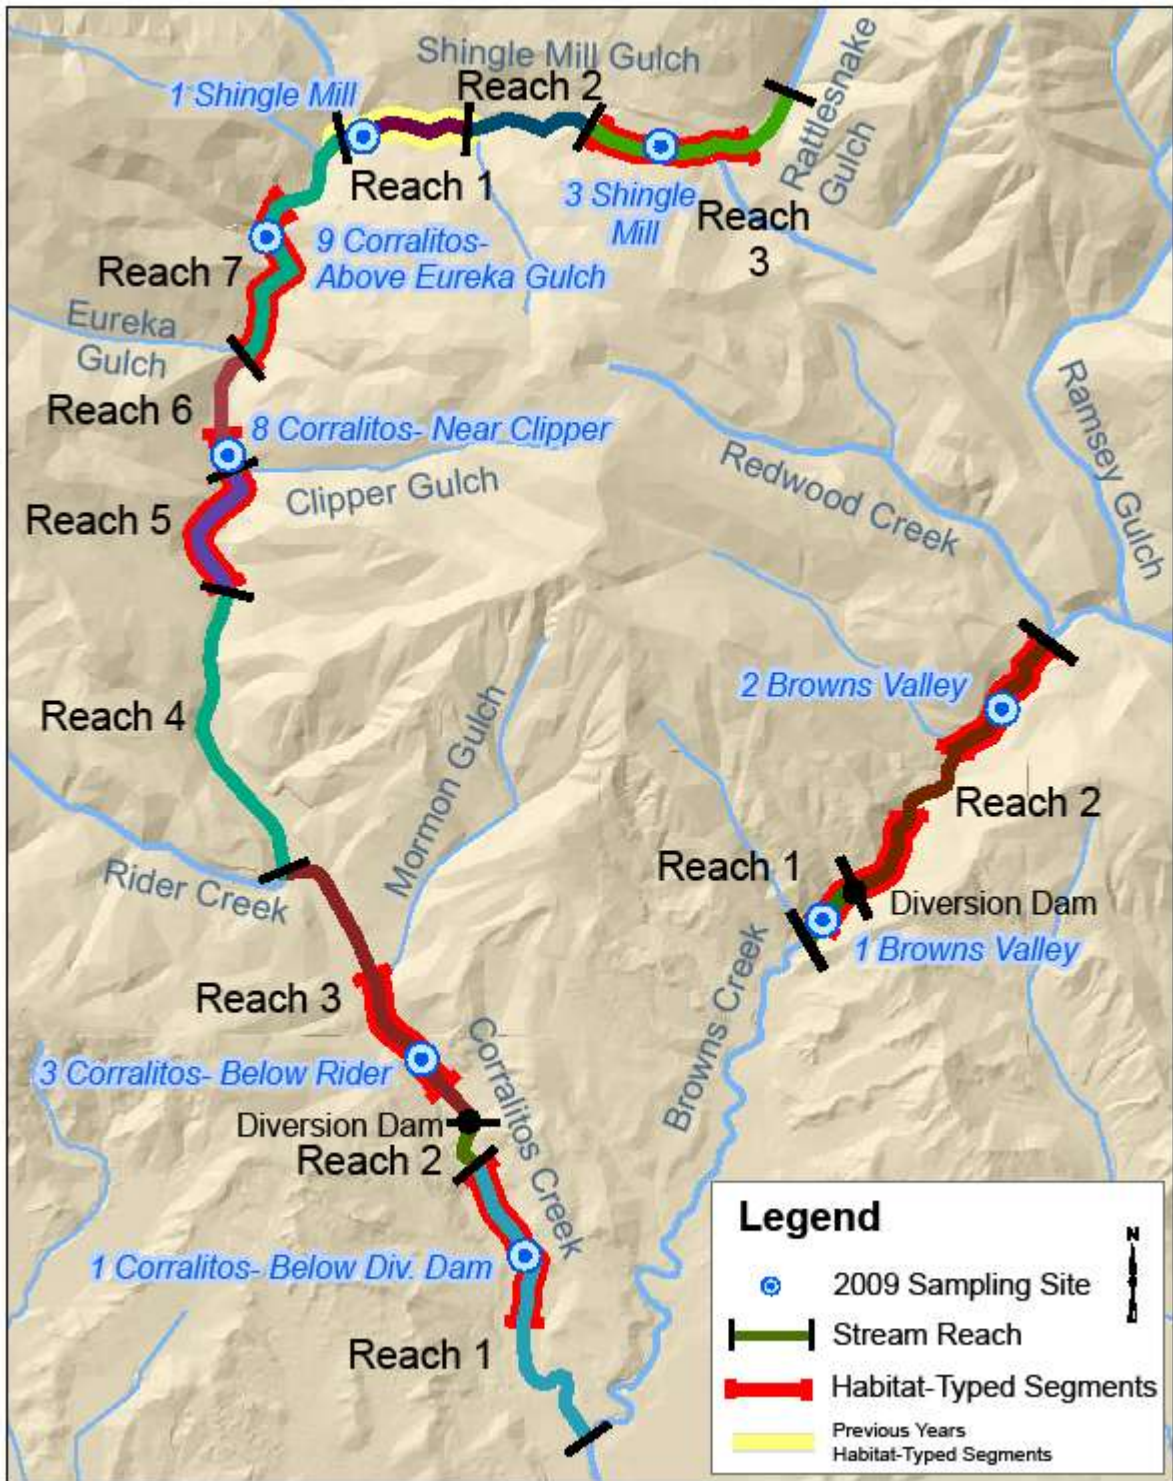 Shingle Mill Gulch
Reach 2
1 Shingle Mill
Rattlesnake
Gulch
Reach 1
3 Shingle
Mill
Reach
3
9 Corralitos-
Above Eureka Gulch
Reach 7
Eureka
Gulch
Reach 6
8 Corralitos- Near Clipper
Clipper Gulch
Reach 5
Redwood Creek
Ramsey Gulch
Reach 4
Mormon Gulch
2 Browns Valley
Reach 2
Reach 1
Diversion Dam
1 Browns Valley
Rider Creek
Browns Creek
Reach 3
3 Corralitos- Below Rider
Corralitos Creek
Diversion Dam
Reach 2
1 Corralitos- Below Div. Dam
Reach 1
Legend
N
2009 Sampling Site
Stream Reach
Habitat-Typed Segments
Previous Years
Habitat-Typed Segments